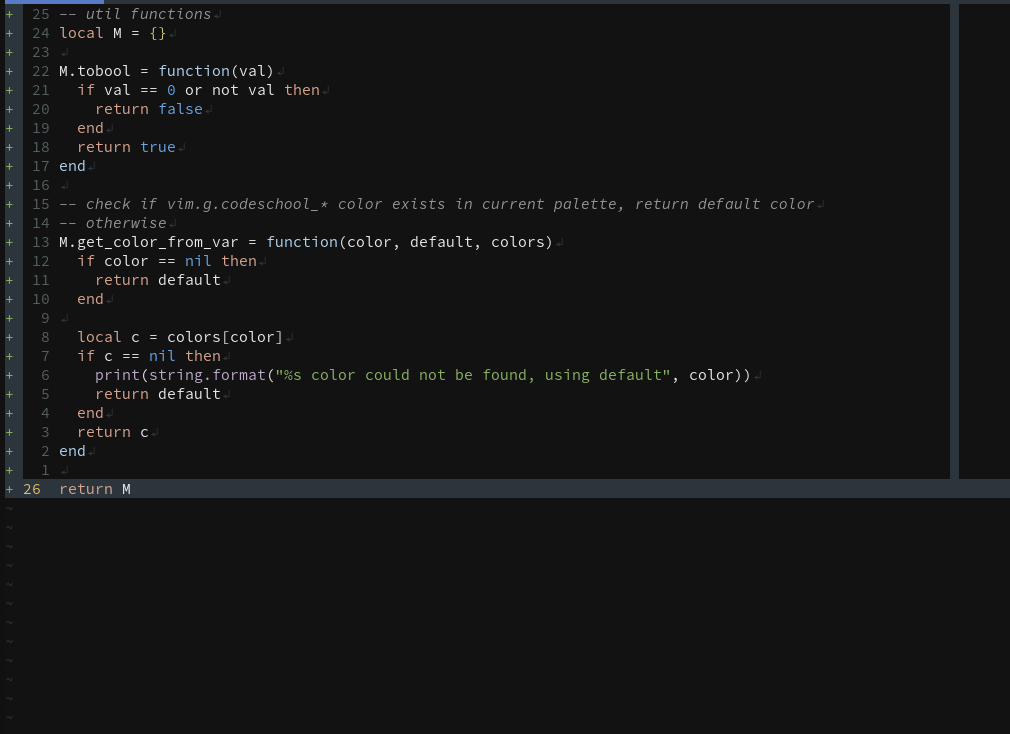 + 25 -- util functions↲
+ 24 local M = {}↲
+ 23 ↲
+ 22 M.tobool = function(val)↲
+ 21   if val == 0 or not val then↲
+ 20     return false↲
+ 19   end↲
+ 18   return true↲
+ 17 end↲
+ 16 ↲
+ 15 -- check if vim.g.codeschool_* color exists in current palette, return default color↲
+ 14 -- otherwise↲
+ 13 M.get_color_from_var = function(color, default, colors)↲
+ 12   if color == nil then↲
+ 11     return default↲
+ 10   end↲
+ 9 ↲
+ 8   local c = colors[color]↲
+ 7   if c == nil then↲
+ 6     print(string.format("%s color could not be found, using default", color))↲
+ 5     return default↲
+ 4   end↲
+ 3   return c↲
+ 2 end↲
+ 1 ↲
+ 26 return M
~
~
~
~
~
~
~
~
~
~
~
~